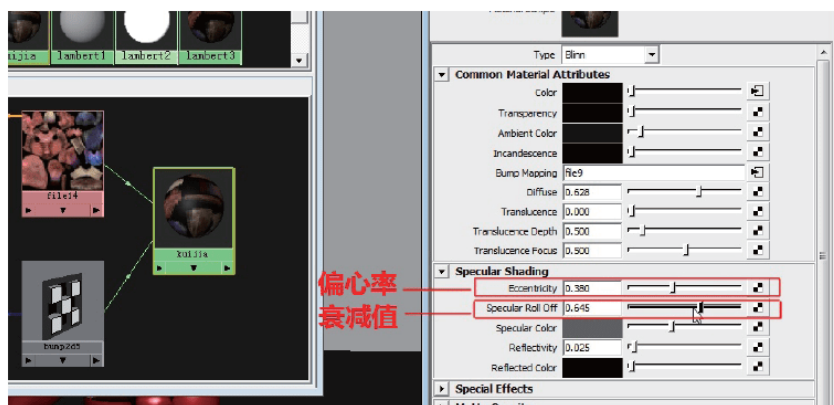 lambert1
lambert2
lambert3
file14
kuijia
bump2d5
偏心率
衰减值
Type Blinn
Common Material Attributes
Color
Transparency
Ambient Color
Incandescence
Bump Mapping file9
Diffuse 0.628
Translucence 0.000
Translucence Depth 0.500
Translucence Focus 0.500
Specular Shading
Eccentricity 0.380
Specular Roll Off 0.645
Specular Color
Reflectivity 0.025
Reflected Color
Special Effects